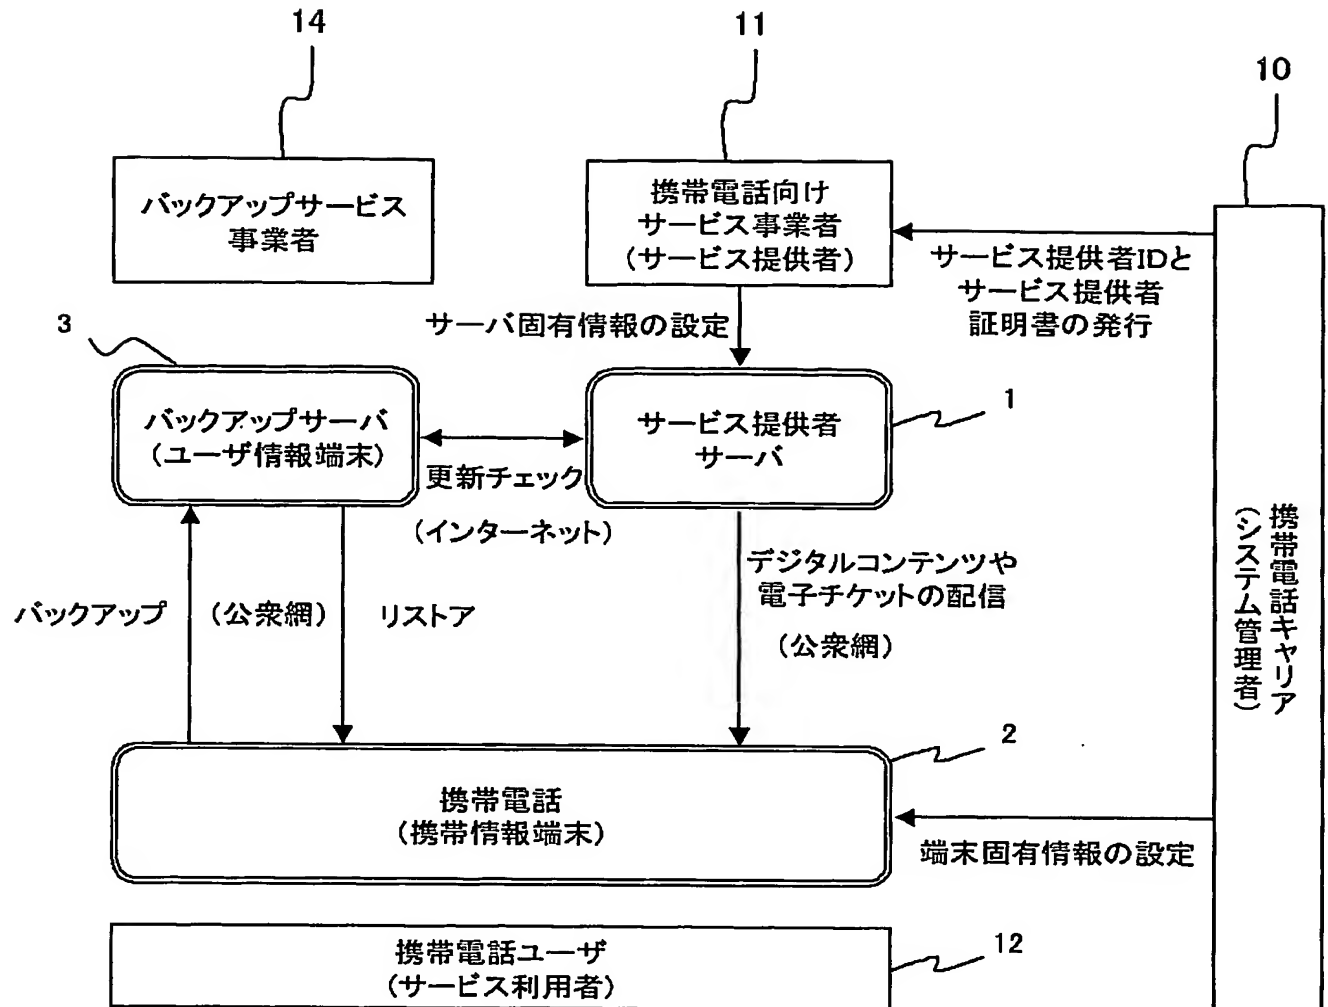 14
11
10
バックアップサービス
事業者
携帯電話向け
サービス事業者
(サービス提供者)
サービス提供者IDと
サービス提供者
証明書の発行
サーバ固有情報の設定
3
バックアップサーバ
(ユーザ情報端末)
サービス提供者
サーバ
1
更新チェック
(インターネット)
バックアップ
(公衆網)
リストア
デジタルコンテンツや
電子チケットの配信
(公衆網)
携帯電話キャリア
(システム管理者)
2
携帯電話
(携帯情報端末)
端末固有情報の設定
携帯電話ユーザ
(サービス利用者)
12